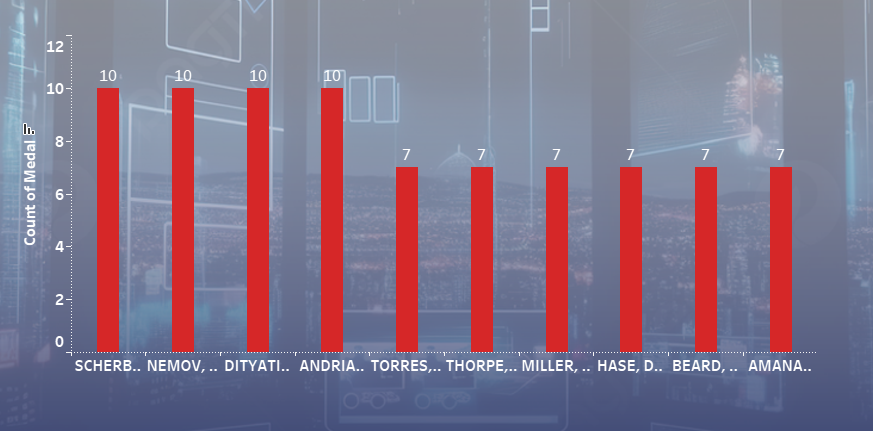 12
10
8
6
4
2
0
Count of Medal
10 10 10 10 7 7 7 7 7 7
SCHERB.. NEMOV, .. DITYATI.. ANDRIA.. TORRES,.. THORPE,.. MILLER, .. HASE, D.. BEARD, .. AMANA..